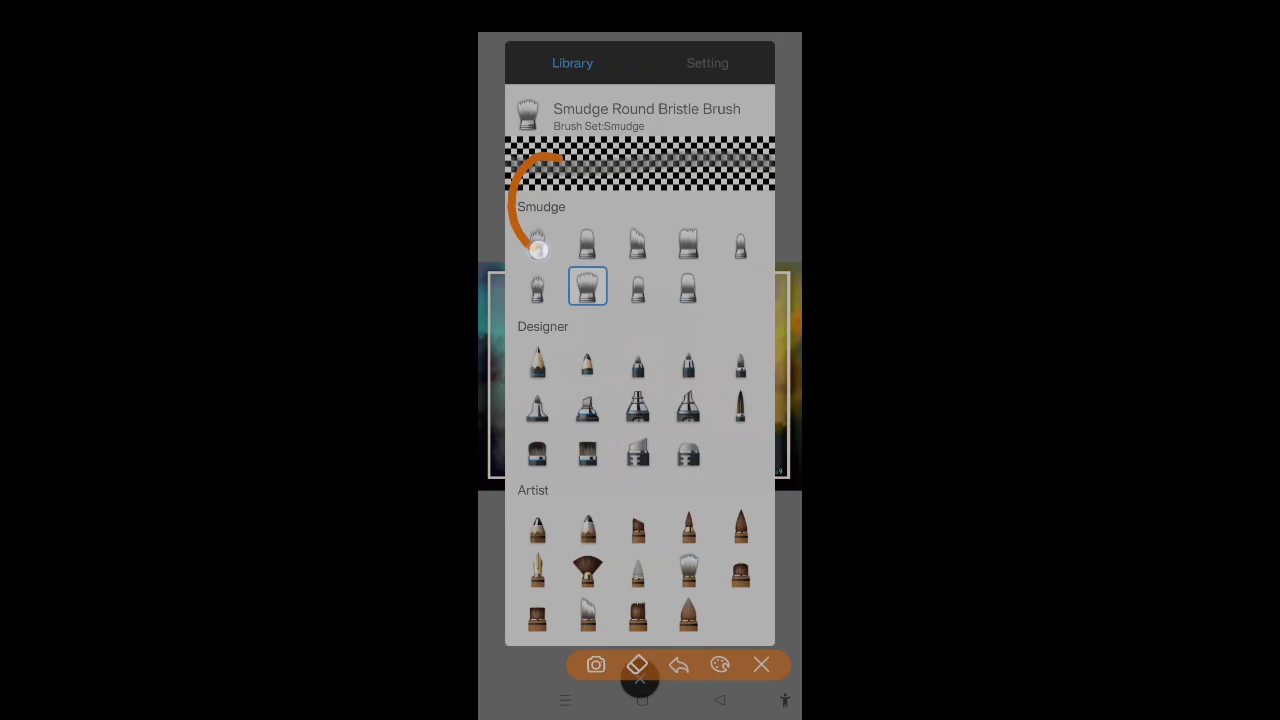 Library Setting
Smudge Round Bristle Brush
Brush Set:Smudge
Smudge
Designer
Artist